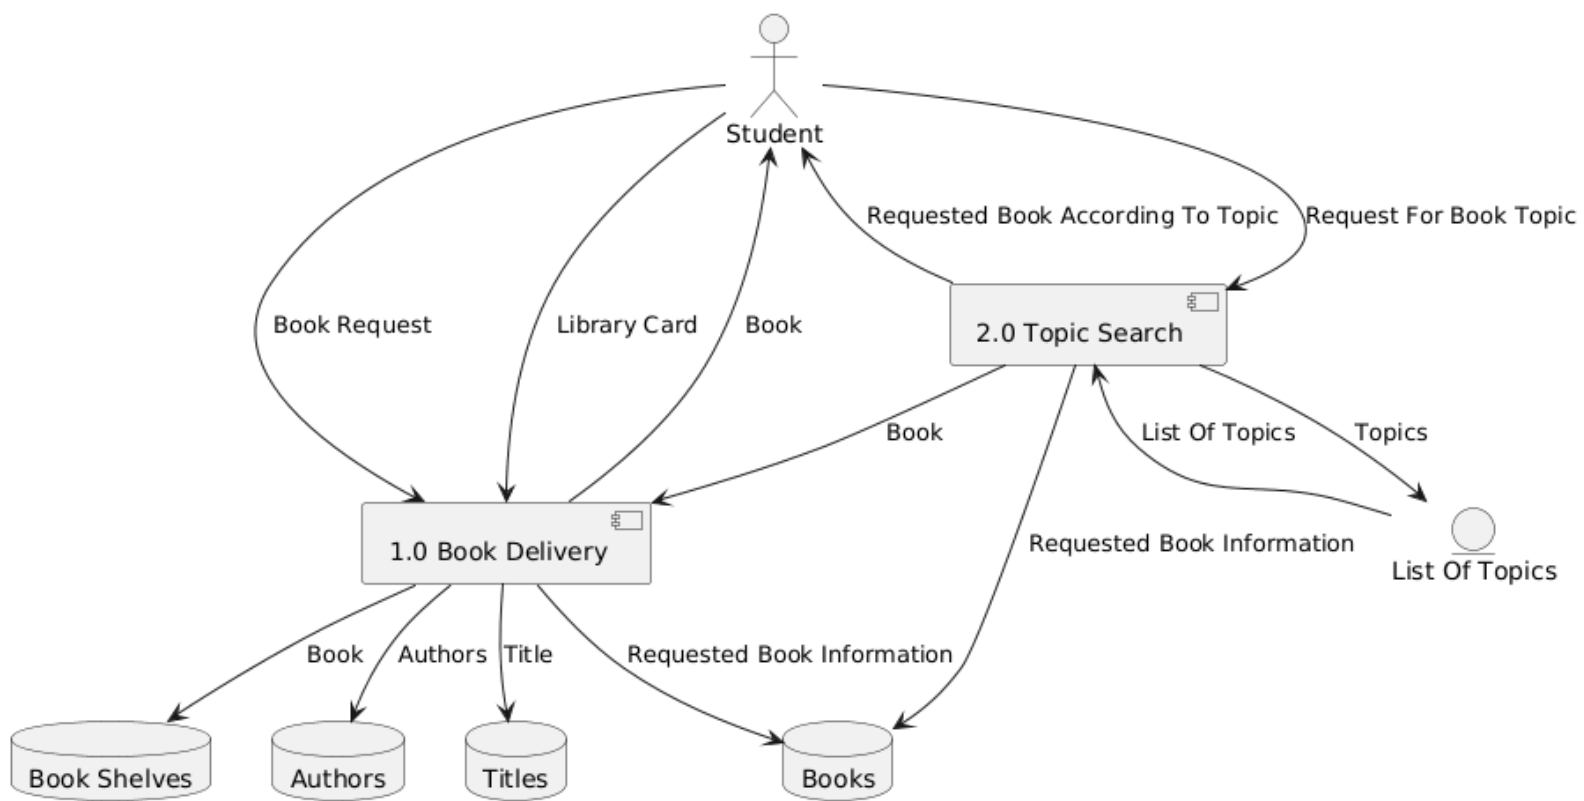 Student
Requested Book According To Topic
Request For Book Topic
Book Request
Library Card
Book
2.0 Topic Search
Book
List Of Topics
Topics
1.0 Book Delivery
Requested Book Information
List Of Topics
Book
Authors
Title
Requested Book Information
Book Shelves
Authors
Titles
Books